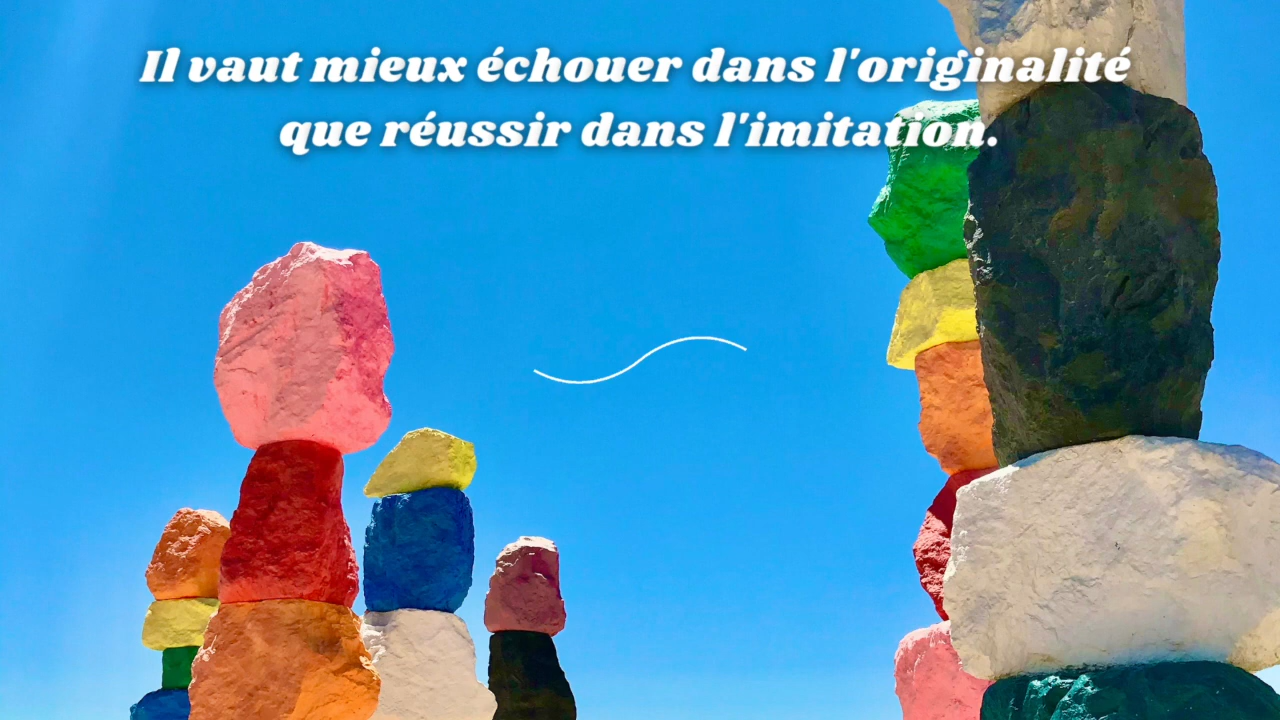 Il vaut mieux échouer dans l'originalité
que réussir dans l'imitation.